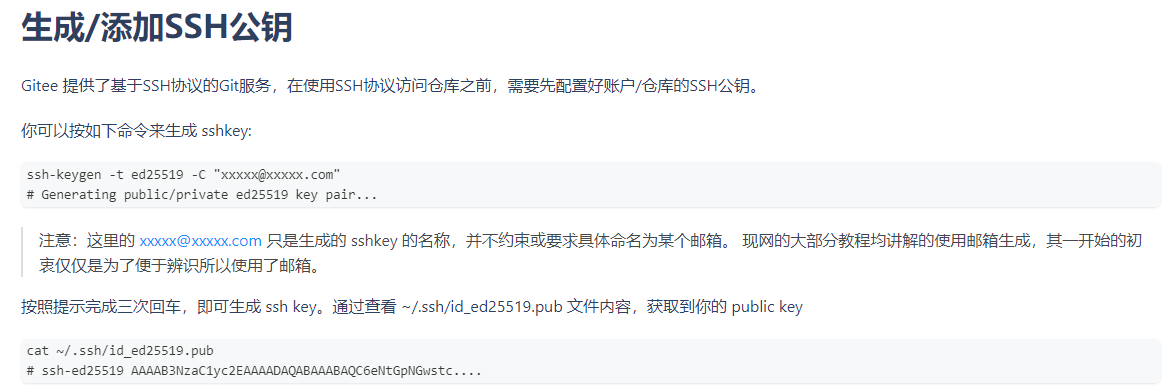 生成/添加SSH公钥
Gitee 提供了基于SSH协议的Git服务，在使用SSH协议访问仓库之前，需要先配置好账户/仓库的SSH公钥。
你可以按如下命令来生成 sshkey:
ssh-keygen -t ed25519 -C "xxxxx@xxxxx.com"
# Generating public/private ed25519 key pair...
注意：这里的 xxxxx@xxxxx.com 只是生成的 sshkey 的名称，并不约束或要求具体命名为某个邮箱。 现网的大部分教程均讲解的使用邮箱生成，其一开始的初
衷仅仅是为了便于辨识所以使用了邮箱。
按照提示完成三次回车，即可生成 ssh key。通过查看 ~/.ssh/id_ed25519.pub 文件内容，获取到你的 public key
cat ~/.ssh/id_ed25519.pub
# ssh-ed25519 AAAAB3NzaC1yc2EAAAADAQABAAABAQC6eNtGpNGwstc....